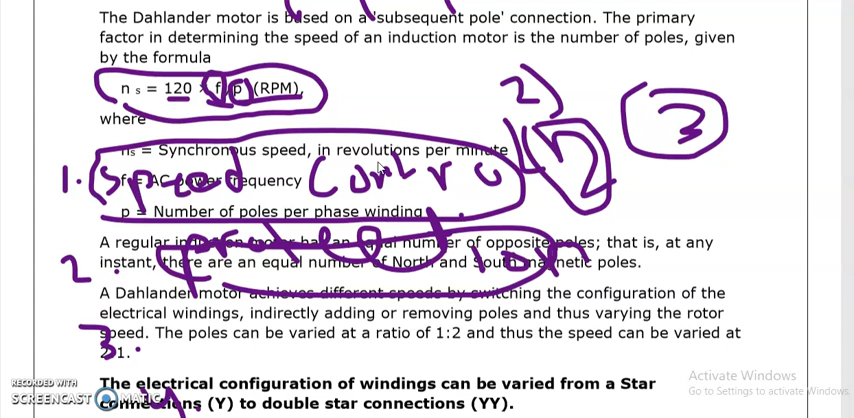 The Dahlander motor is based on a 'subsequent pole' connection. The primary
factor in determining the speed of an induction motor is the number of poles, given
by the formula
n s = 120 × f/p (RPM),
2)
3
where
ns = Synchronous speed, in revolutions per minute
2
1. (Speed Contro
f = AC power frequency
p = Number of poles per phase winding
A regular induction motor has an equal number of opposite poles; that is, at any
2.
instant, there are an equal number of North and South magnetic poles.
A Dahlander motor achieves different speeds by switching the configuration of the
electrical windings, indirectly adding or removing poles and thus varying the rotor
3.
speed. The poles can be varied at a ratio of 1:2 and thus the speed can be varied at
2:1.
Activate Windows
Go to Settings to activate Windows.
The electrical configuration of windings can be varied from a Star
connections (Y) to double star connections (YY).
RECORDED WITH
SCREENCAST MATIC